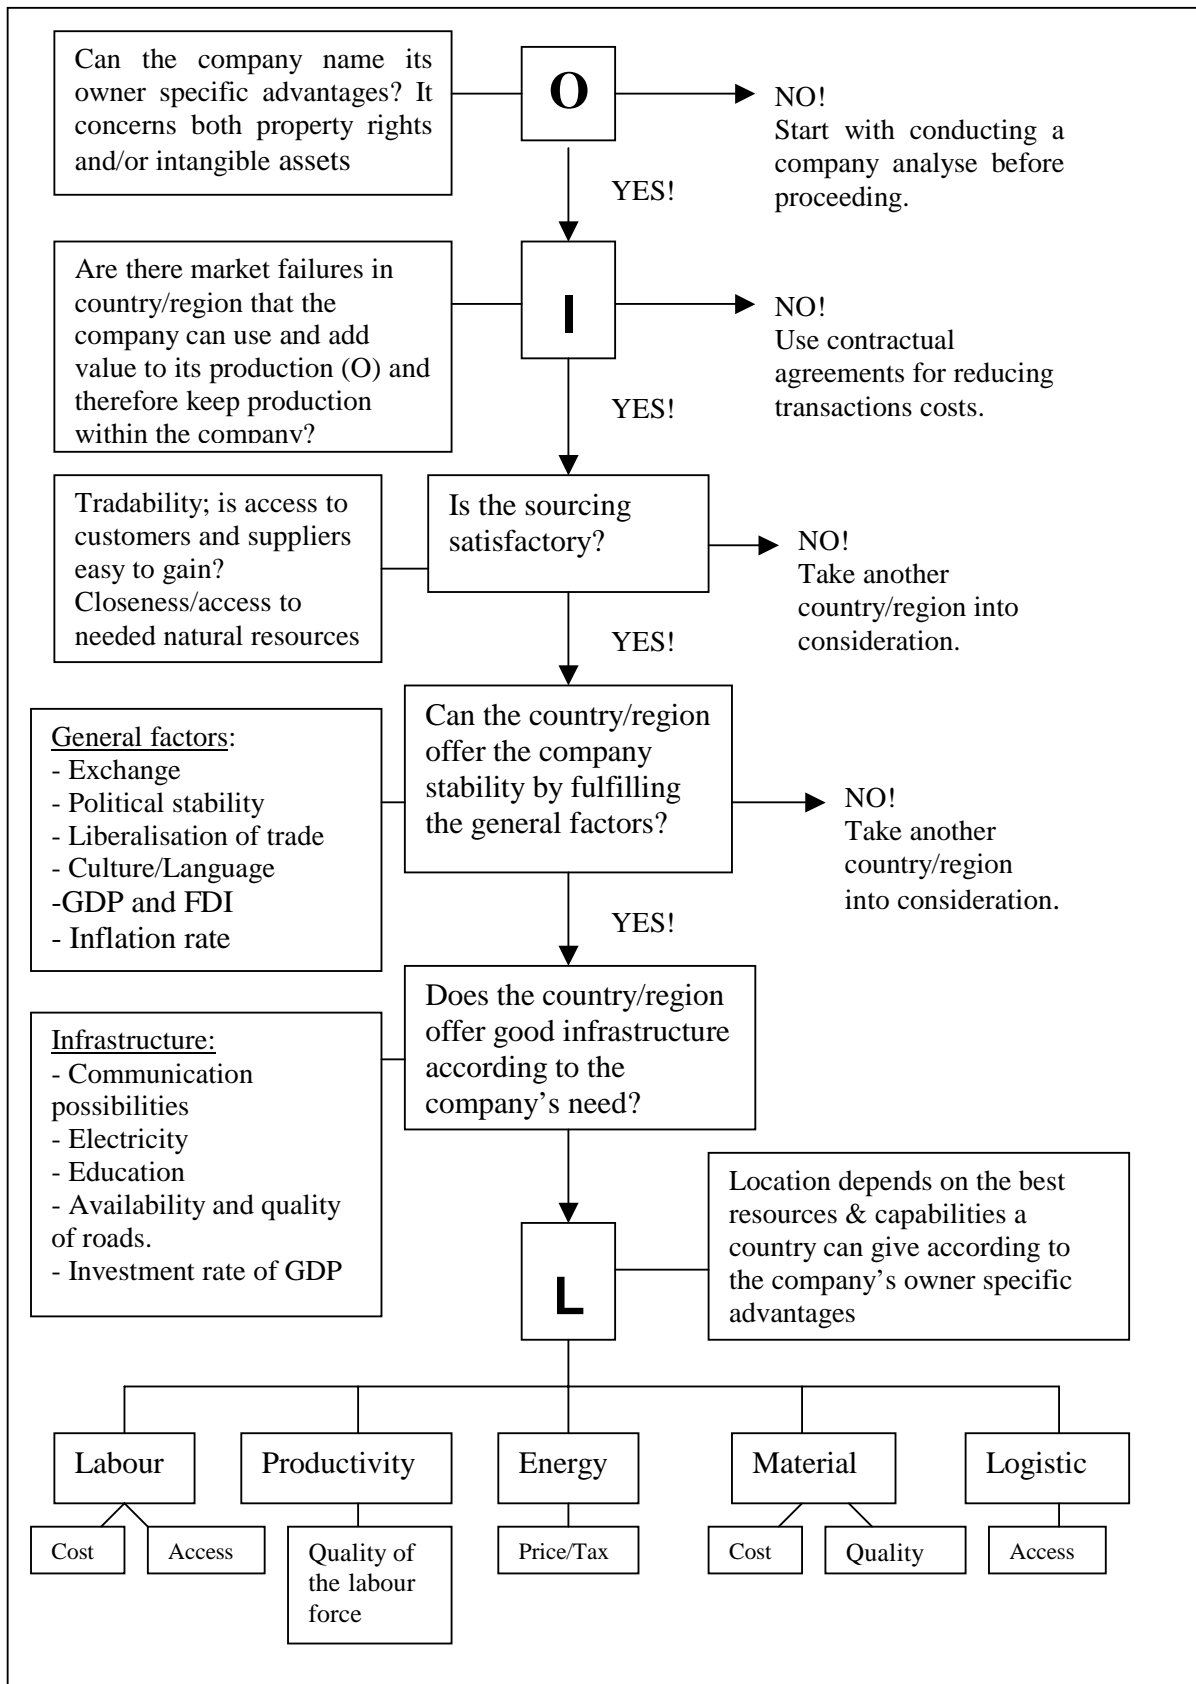 Can the company name its
owner specific advantages? It
concerns both property rights
and/or intangible assets
O
NO!
Start with conducting a
company analyse before
proceeding.
YES!
Are there market failures in
country/region that the
company can use and add
value to its production (O) and
therefore keep production
within the company?
I
NO!
Use contractual
agreements for reducing
transactions costs.
YES!
Tradability; is access to
customers and suppliers
easy to gain?
Closeness/access to
needed natural resources
Is the sourcing
satisfactory?
NO!
Take another
country/region into
consideration.
YES!
General factors:
- Exchange
- Political stability
- Liberalisation of trade
- Culture/Language
-GDP and FDI
- Inflation rate
Can the country/region
offer the company
stability by fulfilling
the general factors?
NO!
Take another
country/region
into consideration.
YES!
Infrastructure:
- Communication
possibilities
- Electricity
- Education
- Availability and quality
of roads.
- Investment rate of GDP
Does the country/region
offer good infrastructure
according to the
company's need?
L
Location depends on the best
resources & capabilities a
country can give according to
the company's owner specific
advantages
Labour
Productivity
Energy
Material
Logistic
Cost
Access
Quality of
the labour
force
Price/Tax
Cost
Quality
Access